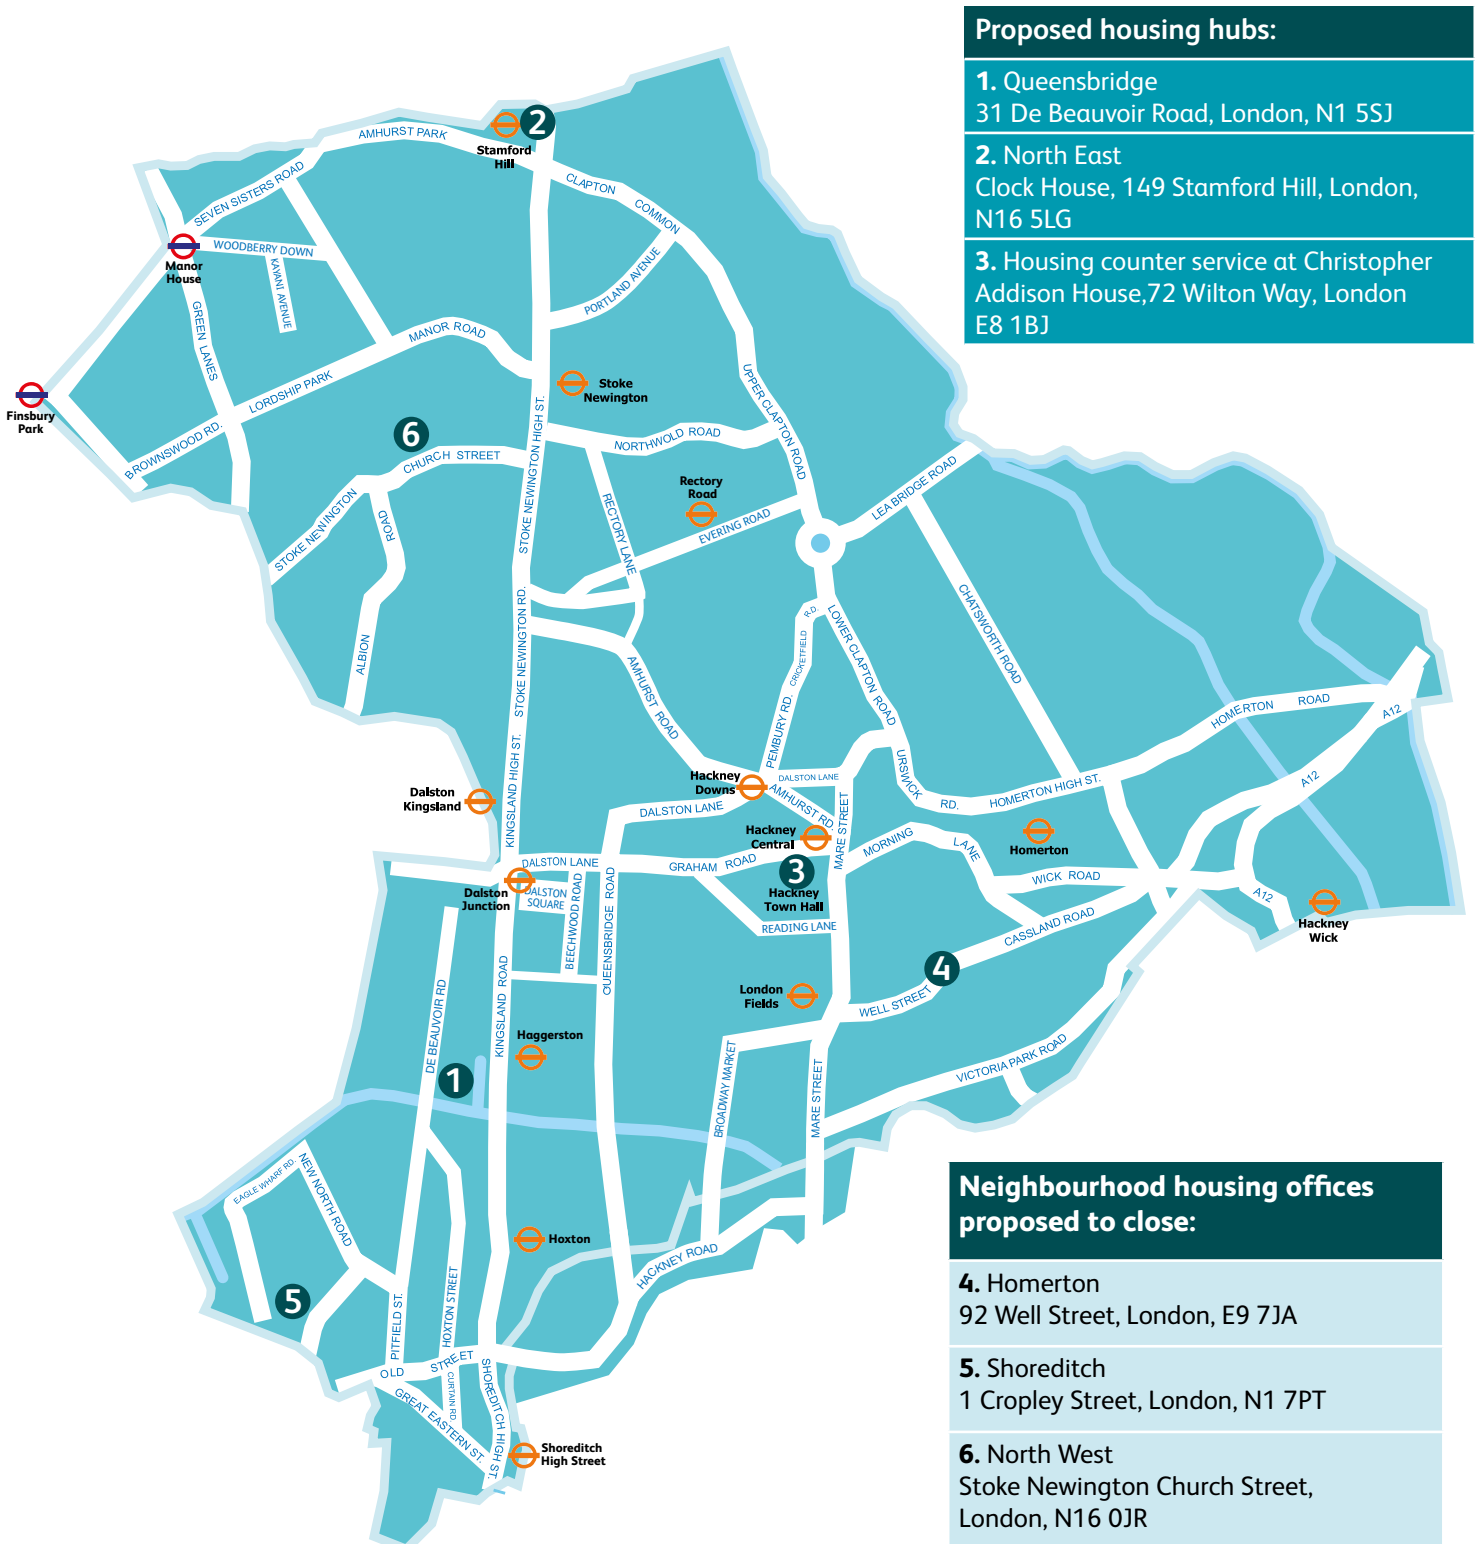 Proposed housing hubs:
1. Queensbridge
31 De Beauvoir Road, London, N1 5SJ
2. North East
Clock House, 149 Stamford Hill, London,
N16 5LG
3. Housing counter service at Christopher
Addison House,72 Wilton Way, London
E8 1BJ
2
AMHURST PARK
Stamford
Hill
CLAPTON
COMMON
SEVEN SISTERS ROAD
WOODBERRY DOWN
KAYANI AVENUE
Manor
House
PORTLAND AVENUE
GREEN LANES
MANOR ROAD
LORDSHIP PARK
Stoke
Newington
UPPER CLAPTON ROAD
Finsbury
Park
BROWNSWOOD RD.
6
CHURCH STREET
STOKE NEWINGTON HIGH ST.
NORTHWOLD ROAD
Rectory
Road
LEA BRIDGE ROAD
STOKE NEWINGTON
ROAD
RECTORY LANE
EVERING ROAD
ALBION
STOKE NEWINGTON RD.
CRICKETFIELD
R.D.
LOWER CLAPTON ROAD
CHATSWORTH ROAD
AMHURST ROAD
PEMBURY RD.
HOMERTON
ROAD
A12
KINGSLAND HIGH ST.
Dalston
Kingsland
Hackney
Downs
DALSTON LANE
DALSTON LANE
AMHURST RD.
URSWICK
RD.
HOMERTON HIGH ST.
A12
Hackney
Central
MARE STREET
MORNING
LANE
Homerton
DALSTON LANE
GRAHAM ROAD
3
Hackney
Town Hall
WICK ROAD
A12
Dalston
Junction
DALSTON
SQUARE
BEECHWOOD ROAD
QUEENSBRIDGE ROAD
READING LANE
CASSLAND ROAD
Hackney
Wick
4
London
Fields
WELL STREET
DE BEAUVOIR RD
KINGSLAND ROAD
Haggerston
1
BROADWAY MARKET
MARE STREET
VICTORIA PARK ROAD
EAGLE WHARF RD.
NEW NORTH ROAD
Hoxton
HACKNEY ROAD
5
PITFIELD ST.
HOXTON STREET
OLD
STREET
CURTAIN RD.
SHOREDITCH HIGH ST.
GREAT EASTERN ST.
Shoreditch
High Street
Neighbourhood housing offices
proposed to close:
4. Homerton
92 Well Street, London, E9 7JA
5. Shoreditch
1 Cropley Street, London, N1 7PT
6. North West
Stoke Newington Church Street,
London, N16 0JR